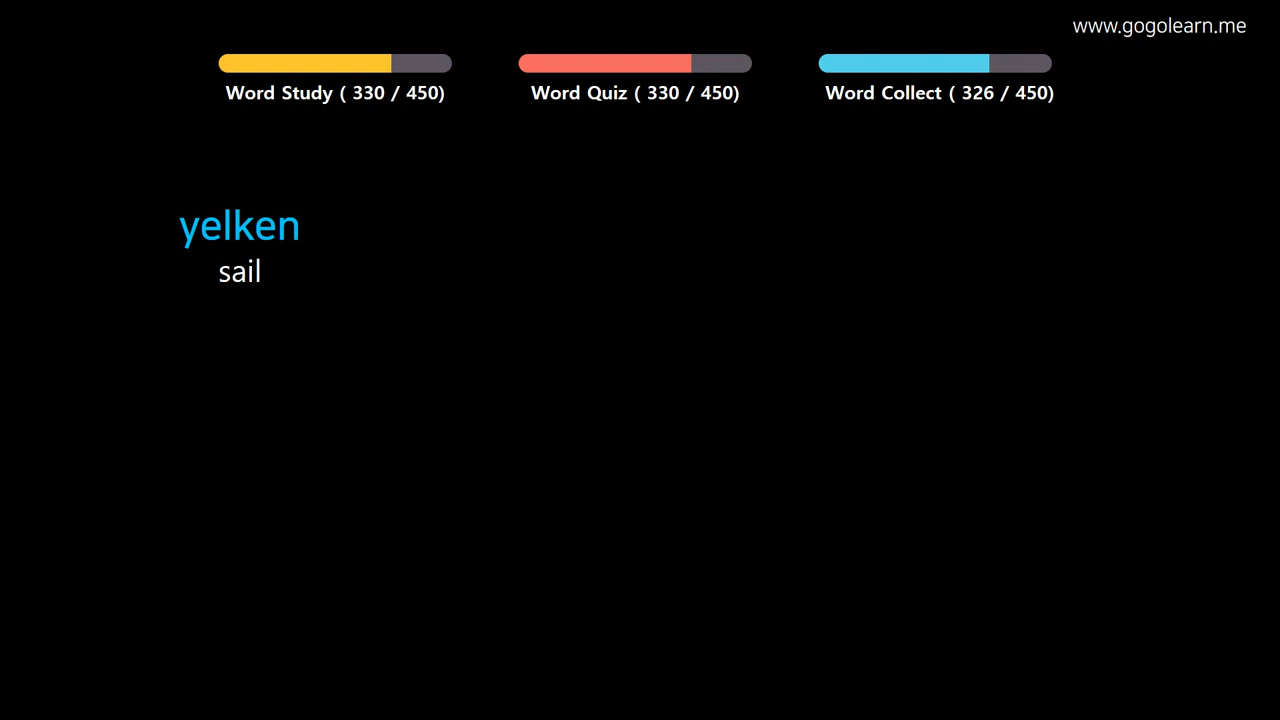 www.gogolearn.me
Word Study ( 330 / 450)
Word Quiz ( 330 / 450)
Word Collect ( 326 / 450)
yelken
sail